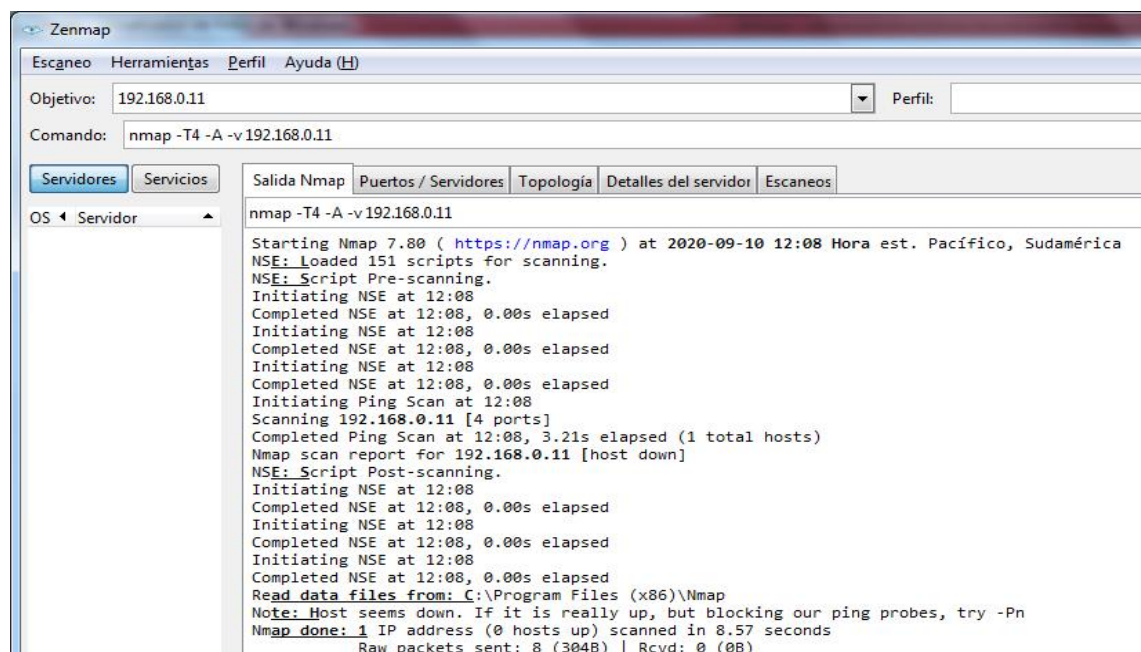 Zenmap
Escaneo Herramientas Perfil Ayuda (H)
Objetivo: 192.168.0.11 Perfil:
Comando: nmap -T4 -A -v 192.168.0.11
Servidores Servicios Salida Nmap Puertos / Servidores Topología Detalles del servidor Escaneos
OS Servidor nmap -T4 -A -v 192.168.0.11
Starting Nmap 7.80 ( https://nmap.org ) at 2020-09-10 12:08 Hora est. Pacífico, Sudamérica
NSE: Loaded 151 scripts for scanning.
NSE: Script Pre-scanning.
Initiating NSE at 12:08
Completed NSE at 12:08, 0.00s elapsed
Initiating NSE at 12:08
Completed NSE at 12:08, 0.00s elapsed
Initiating NSE at 12:08
Completed NSE at 12:08, 0.00s elapsed
Initiating Ping Scan at 12:08
Scanning 192.168.0.11 [4 ports]
Completed Ping Scan at 12:08, 3.21s elapsed (1 total hosts)
Nmap scan report for 192.168.0.11 [host down]
NSE: Script Post-scanning.
Initiating NSE at 12:08
Completed NSE at 12:08, 0.00s elapsed
Initiating NSE at 12:08
Completed NSE at 12:08, 0.00s elapsed
Initiating NSE at 12:08
Completed NSE at 12:08, 0.00s elapsed
Read data files from: C:\Program Files (x86)\Nmap
Note: Host seems down. If it is really up, but blocking our ping probes, try -Pn
Nmap done: 1 IP address (0 hosts up) scanned in 8.57 seconds
Raw packets sent: 8 (304B) | Rcvd: 0 (0B)